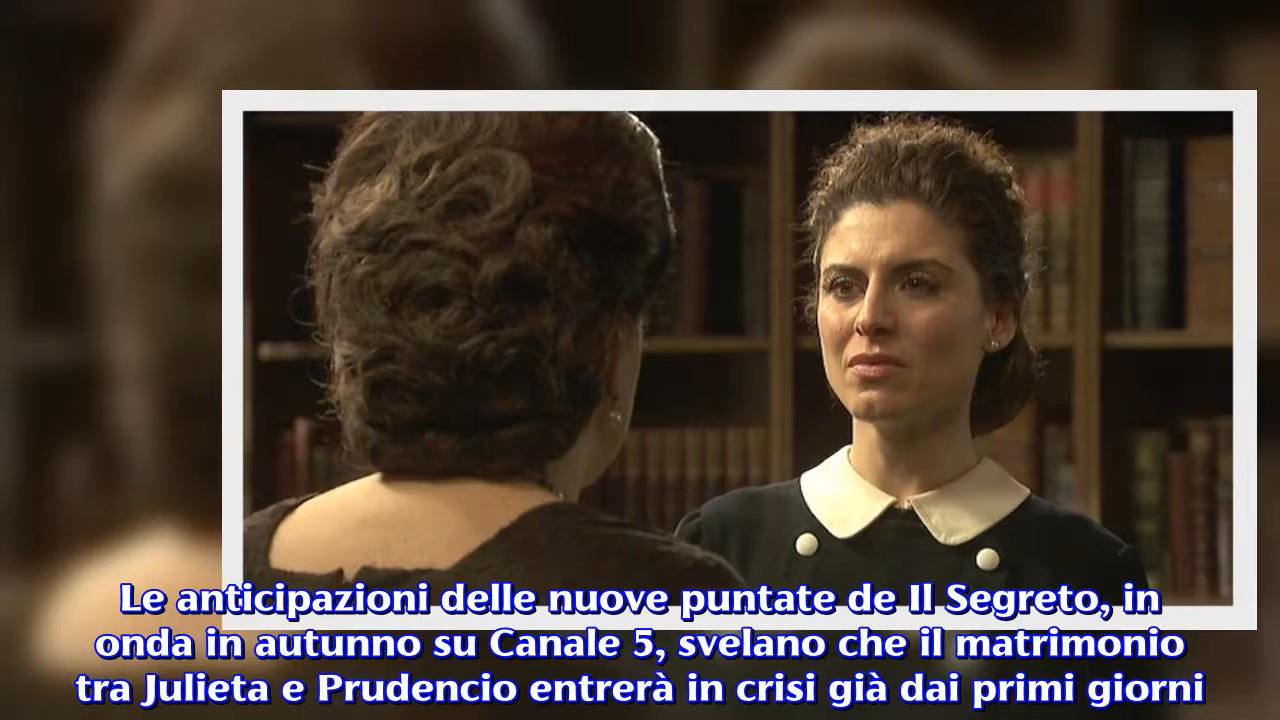 Le anticipazioni delle nuove puntate de Il Segreto, in
onda in autunno su Canale 5, svelano che il matrimonio
tra Julieta e Prudencio entrerà in crisi già dai primi giorni